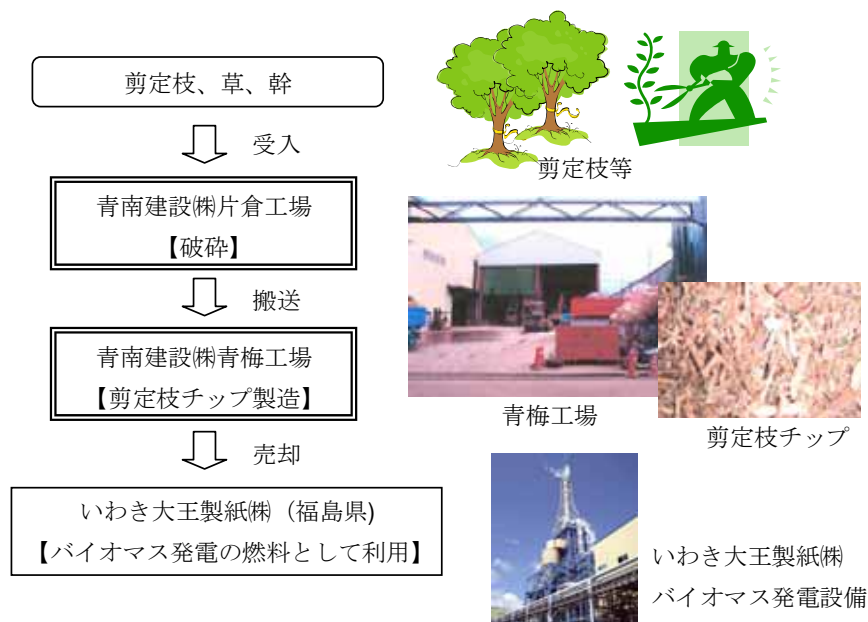 剪定枝、草、幹
受入
青南建設㈱片倉工場
【破砕】
搬送
青南建設㈱青梅工場
【剪定枝チップ製造】
売却
いわき大王製紙㈱（福島県)
【バイオマス発電の燃料として利用】
剪定枝等
青梅工場
剪定枝チップ
いわき大王製紙㈱
バイオマス発電設備